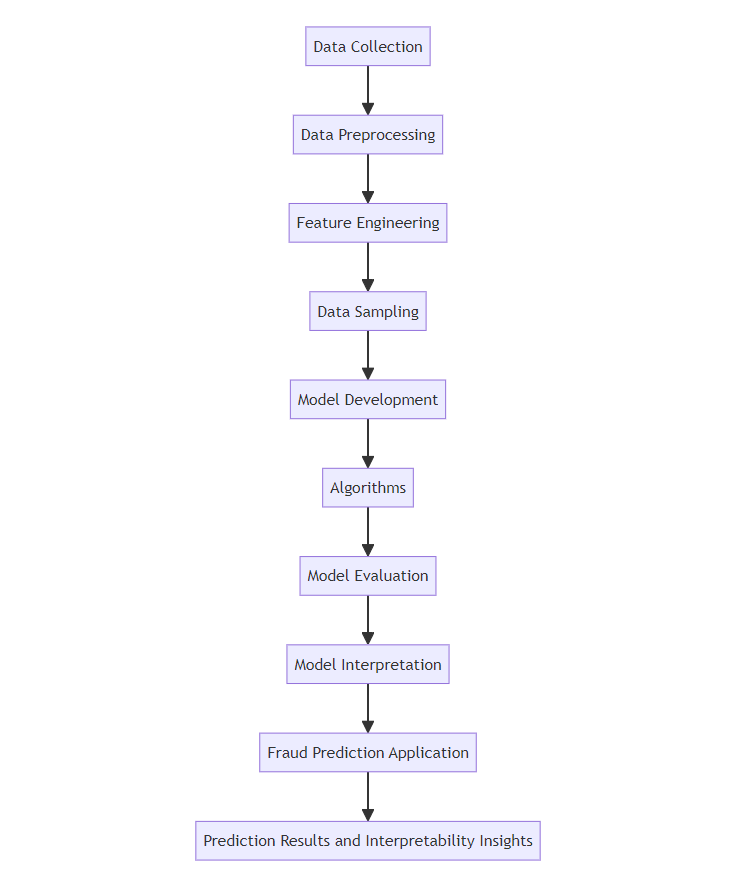 Data Collection
Data Preprocessing
Feature Engineering
Data Sampling
Model Development
Algorithms
Model Evaluation
Model Interpretation
Fraud Prediction Application
Prediction Results and Interpretability Insights